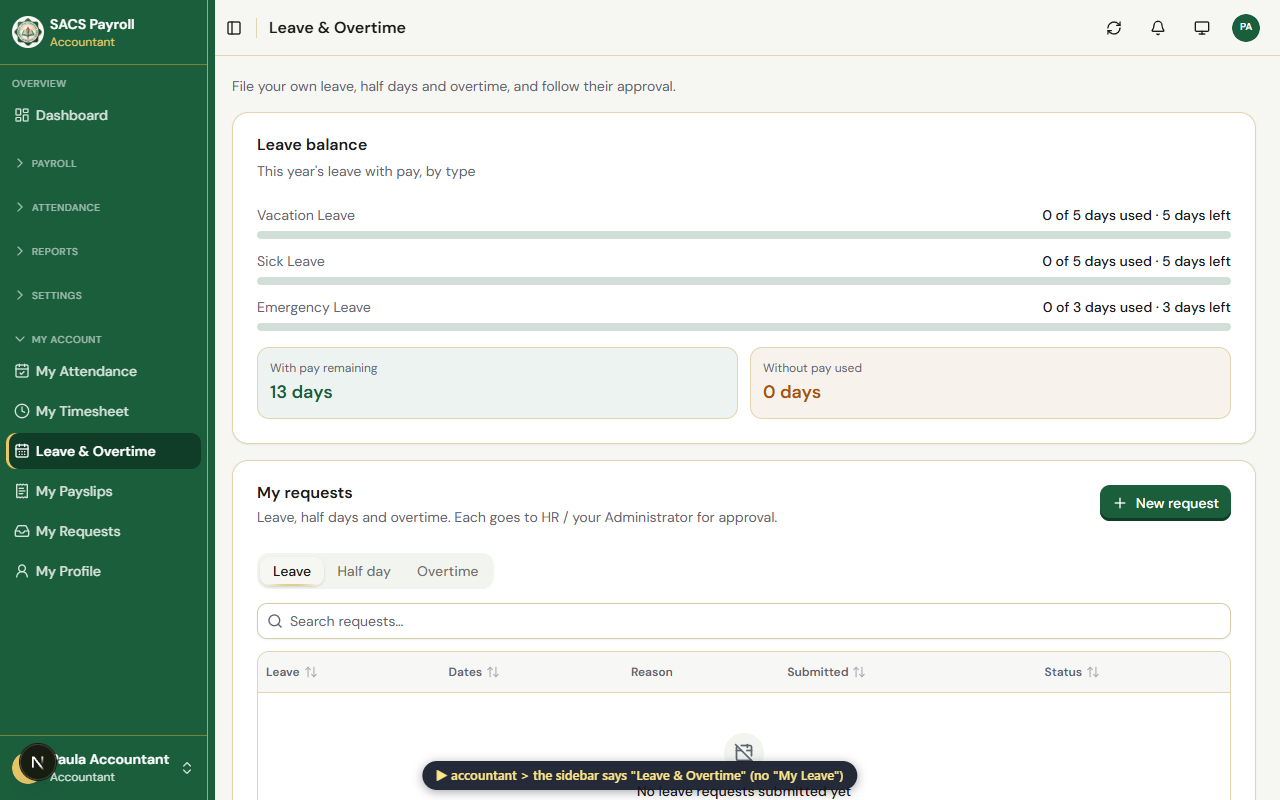 SACS Payroll
Accountant
OVERVIEW
Dashboard
PAYROLL
ATTENDANCE
REPORTS
SETTINGS
MY ACCOUNT
My Attendance
My Timesheet
Leave & Overtime
My Payslips
My Requests
My Profile
N
Paula Accountant
Accountant
Leave & Overtime
PA
File your own leave, half days and overtime, and follow their approval.
Leave balance
This year's leave with pay, by type
Vacation Leave 0 of 5 days used · 5 days left
Sick Leave 0 of 5 days used · 5 days left
Emergency Leave 0 of 3 days used · 3 days left
With pay remaining
13 days
Without pay used
0 days
My requests
Leave, half days and overtime. Each goes to HR / your Administrator for approval.
New request
Leave Half day Overtime
Search requests...
Leave Dates Reason Submitted Status
▶ accountant > the sidebar says "Leave & Overtime" (no "My Leave")
No leave requests submitted yet